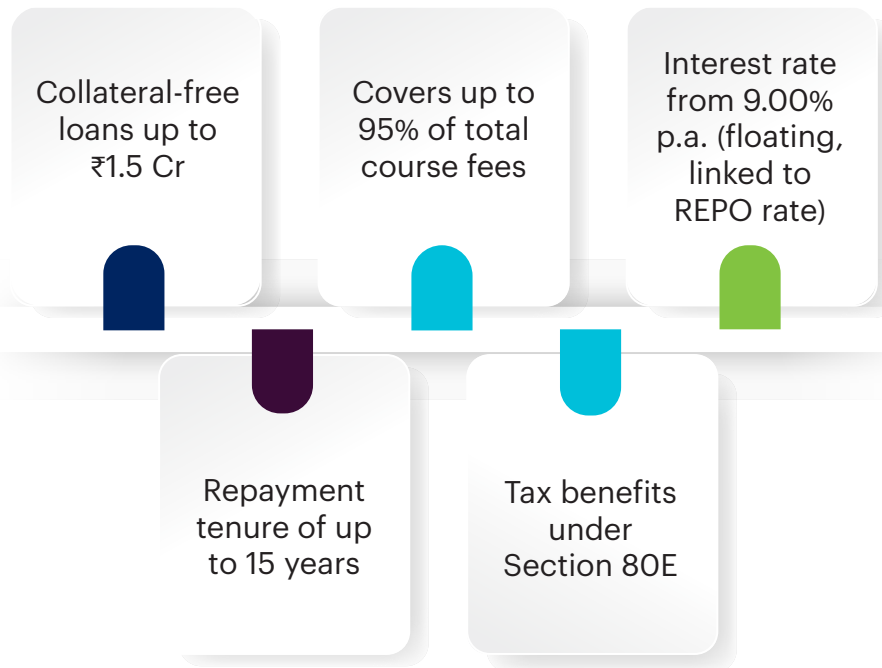 Collateral-free
loans up to
₹1.5 Cr
Covers up to
95% of total
course fees
Interest rate
from 9.00%
p.a. (floating,
linked to
REPO rate)
Repayment
tenure of up
to 15 years
Tax benefits
under
Section 80E